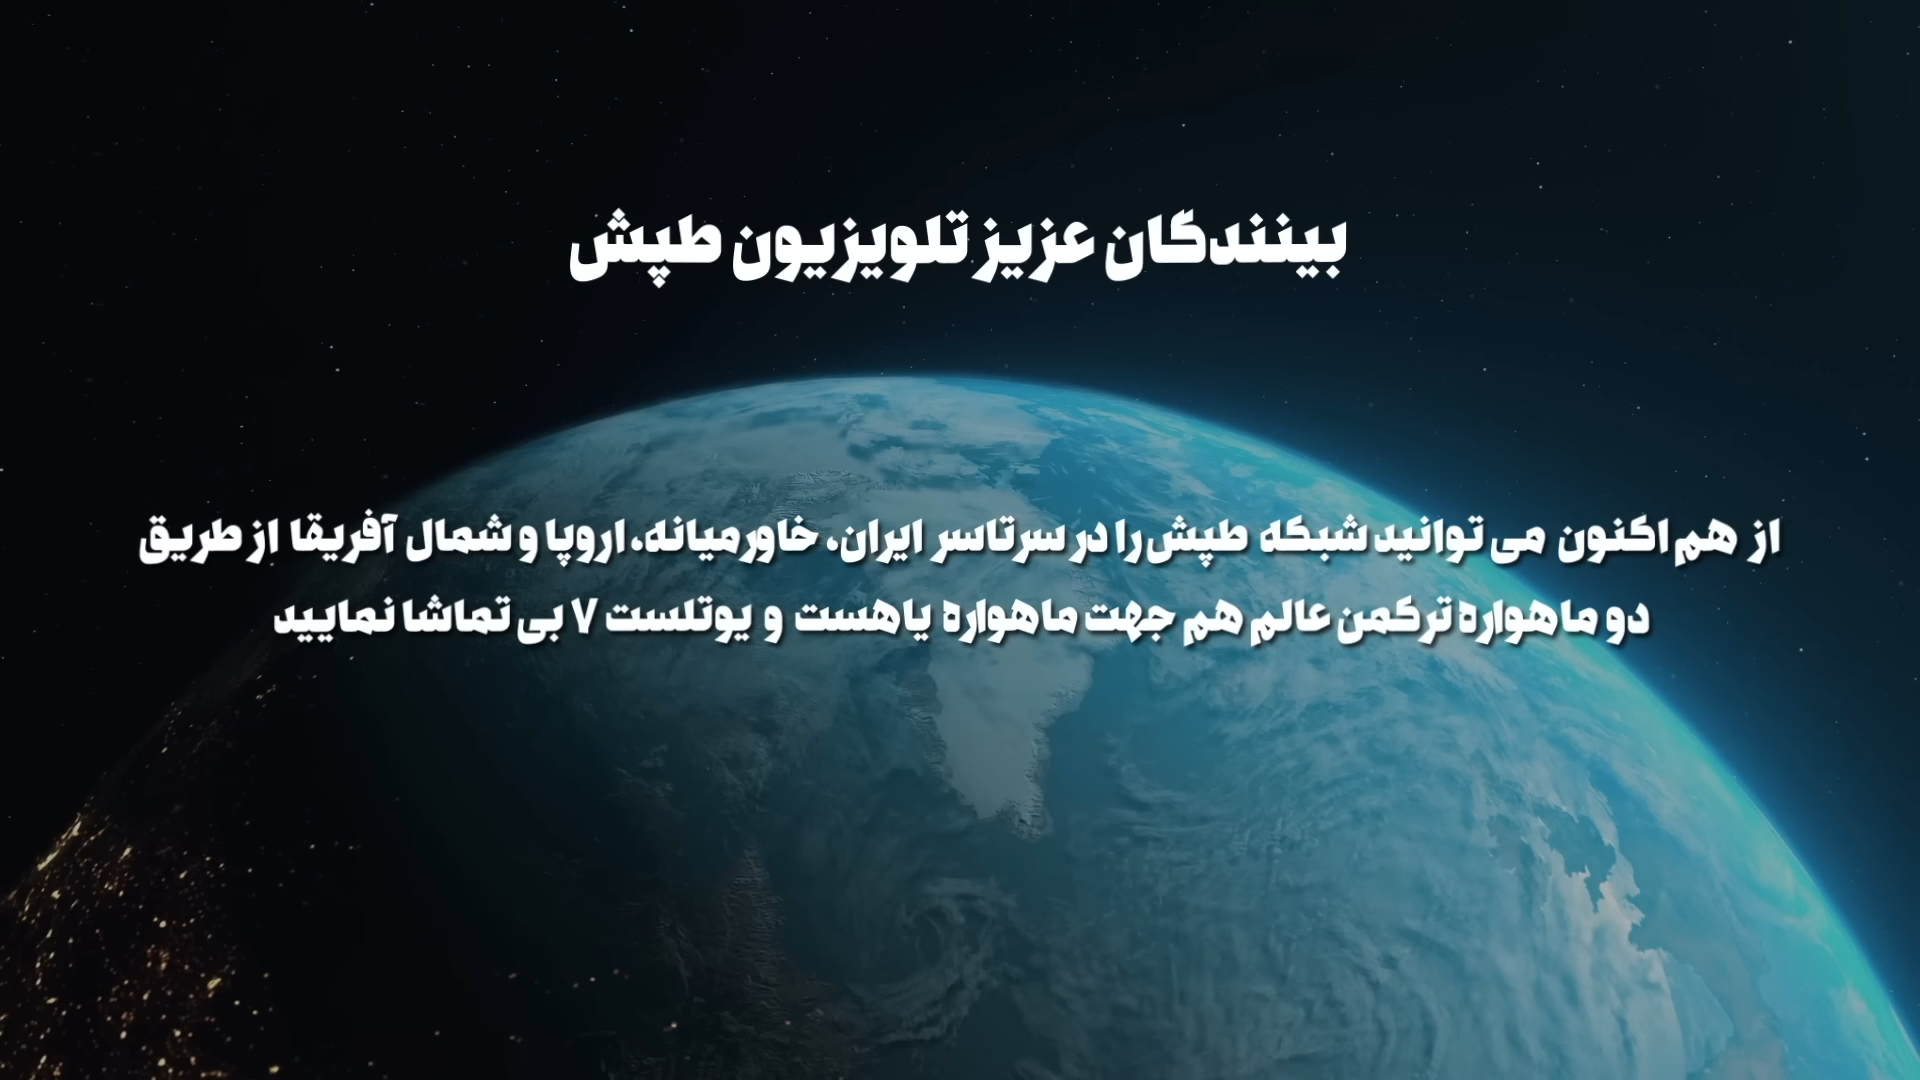 بینندگان عزیز تلویزیون طپش
از هم اکنون می توانید شبکه طپش را در سرتاسر ایران، خاورمیانه، اروپا و شمال آفریقا از طریق
دو ماهواره ترکمن عالم هم جهت ماهواره یاهست و یوتلست ۷ بی تماشا نمایید